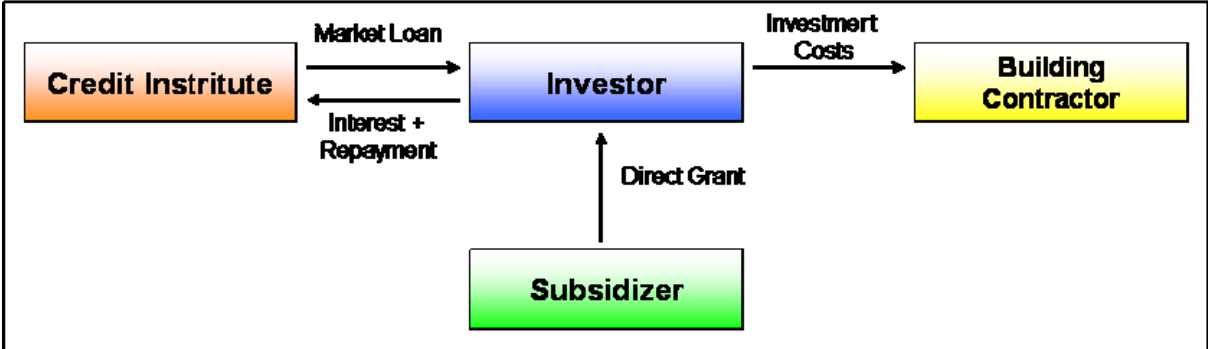 Market Loan
Investmert
Costs
Credit Instritute
Investor
Building
Contractor
Interest +
Repayment
Direct Grant
Subsidizer